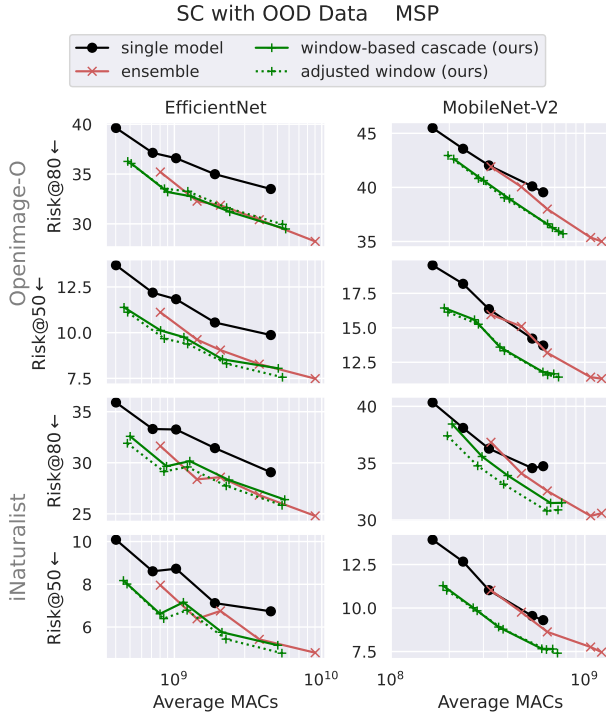 SC with OOD Data MSP
single model
ensemble
window-based cascade (ours)
adjusted window (ours)
EfficientNet
MobileNet-V2
Openimage-O
Risk@80←
40
35
30
45
40
35
Risk@50←
12.5
10.0
7.5
17.5
15.0
12.5
iNaturalist
Risk@80←
35
30
25
40
35
30
Risk@50←
10
8
6
12.5
10.0
7.5
10⁹
10¹⁰
10⁸
10⁹
Average MACs
Average MACs